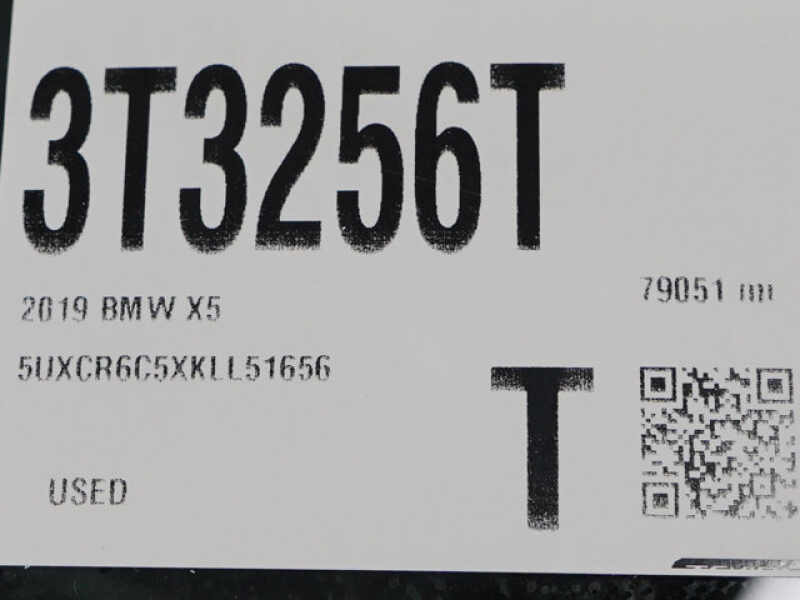 3T3256T
2019 BMW X5
79051 mi
5UXCR6C5XKLL51656
T
USED